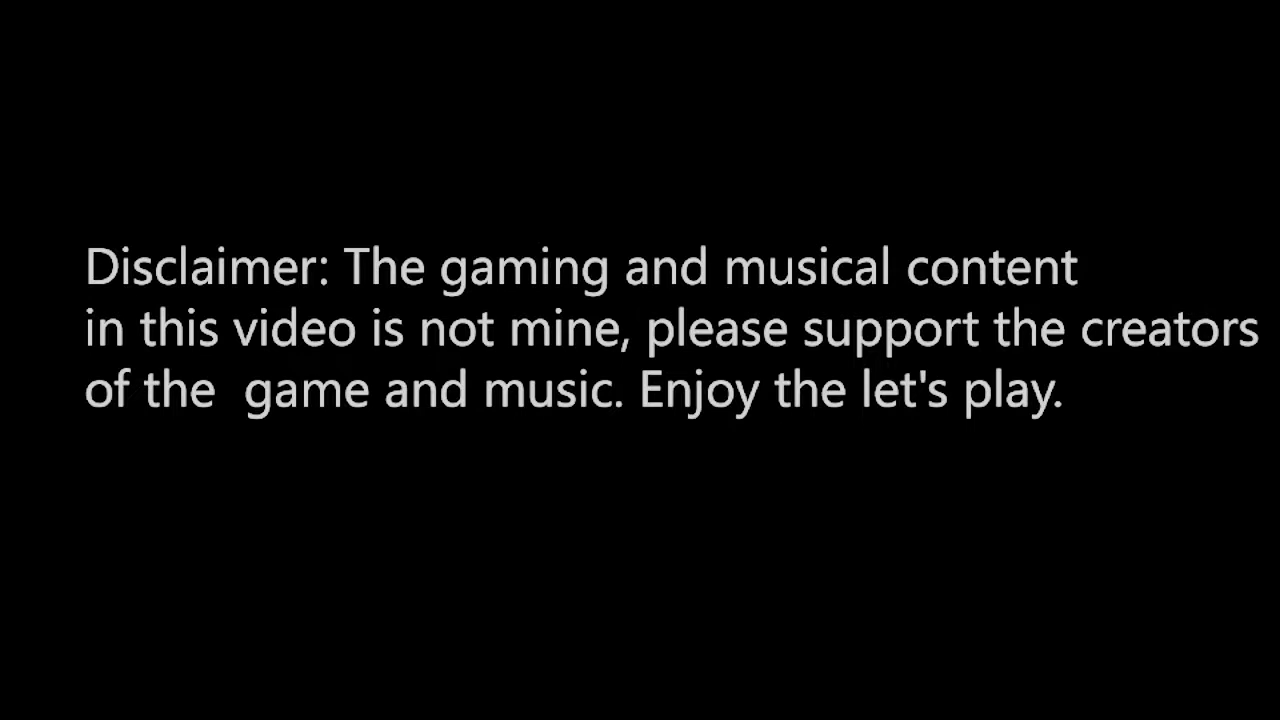 Disclaimer: The gaming and musical content
in this video is not mine, please support the creators
of the  game and music. Enjoy the let's play.